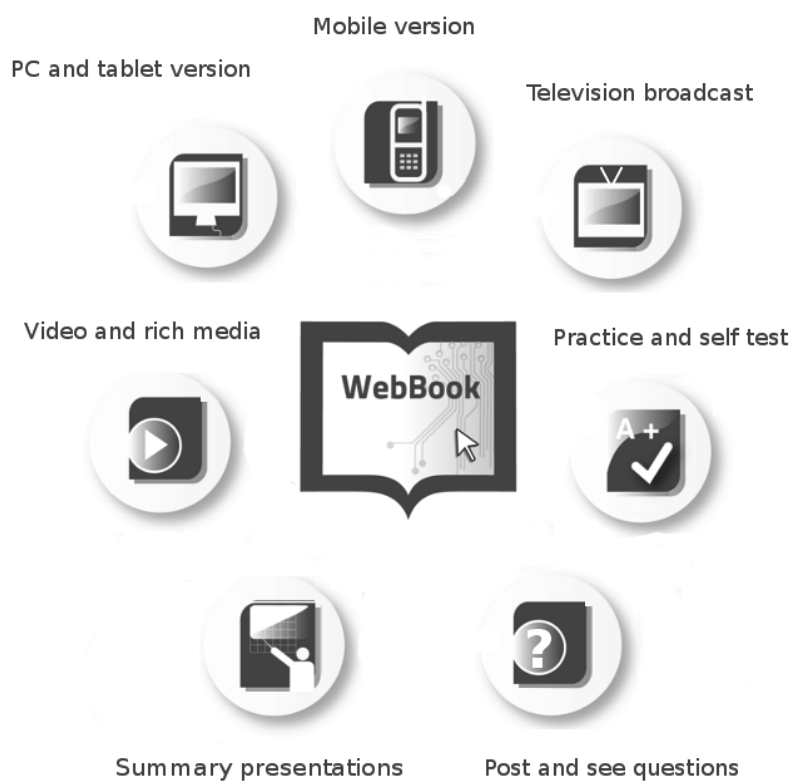 Mobile version
PC and tablet version
Television broadcast
Video and rich media
Practice and self test
WebBook
A +
?
Summary presentations
Post and see questions